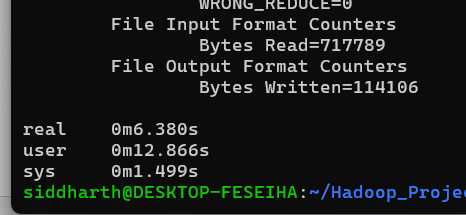 WRONG_REDUCE=0
File Input Format Counters
Bytes Read=717789
File Output Format Counters
Bytes Written=114106
real 0m6.380s
user 0m12.866s
sys 0m1.499s
siddharth@DESKTOP-FESEIHA:~/Hadoop_Proje